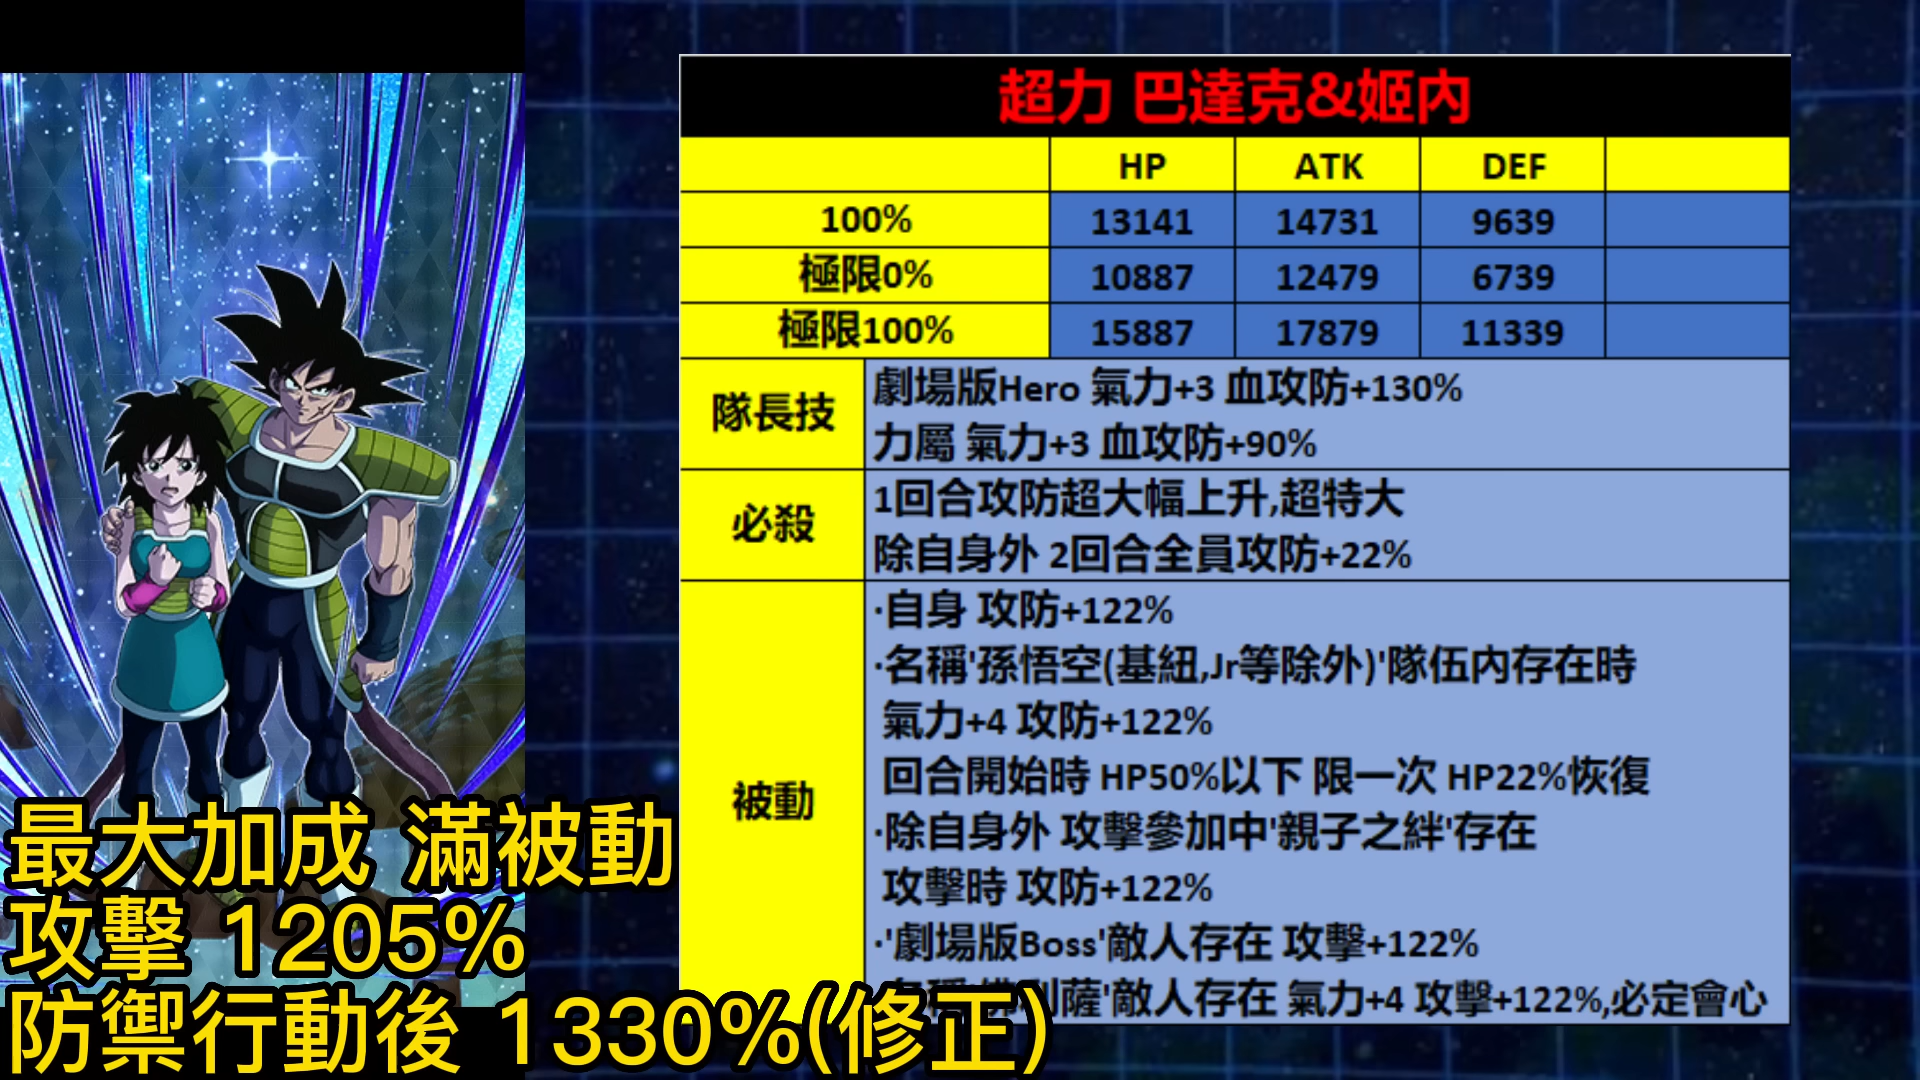 超力 巴達克&姬內
HP ATK DEF
100% 13141 14731 9639
極限0% 10887 12479 6739
極限100% 15887 17879 11339
隊長技
劇場版Hero 氣力+3 血攻防+130%
力屬 氣力+3 血攻防+90%
必殺
1回合攻防超大幅上升,超特大
除自身外 2回合全員攻防+22%
被動
·自身 攻防+122%
·名稱'孫悟空(基紐,Jr等除外)'隊伍內存在時
氣力+4 攻防+122%
回合開始時 HP50%以下 限一次 HP22%恢復
·除自身外 攻擊參加中'親子之絆'存在
攻擊時 攻防+122%
·'劇場版Boss'敵人存在 攻擊+122%
薩'敵人存在 氣力+4 攻擊+122%,必定會心
最大加成 滿被動
攻擊 1205%
防禦行動後 1330%(修正)